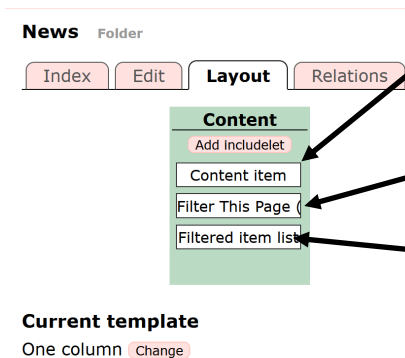 News Folder
Index Edit Layout Relations
Content
Add includelet
Content item
Filter This Page (
Filtered item list
Current template
One column Change